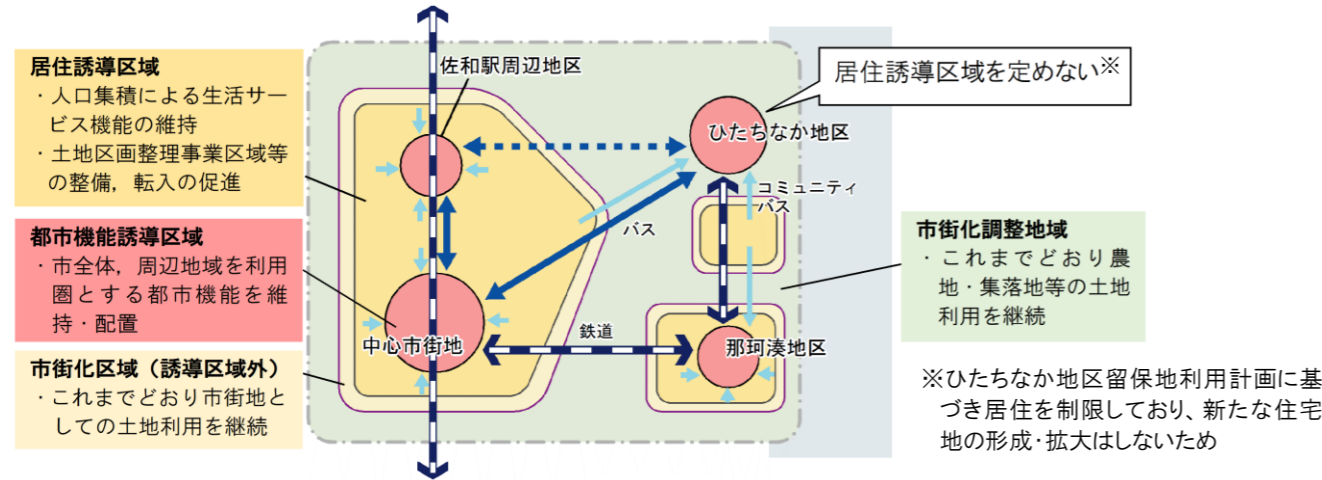 居住誘導区域
・人口集積による生活サー
ビス機能の維持
・土地区画整理事業区域等
の整備，転入の促進
都市機能誘導区域
・市全体，周辺地域を利用
圏とする都市機能を維
持・配置
市街化区域（誘導区域外）
・これまでどおり市街地と
しての土地利用を継続
佐和駅周辺地区
居住誘導区域を定めない※
ひたちなか地区
コミュニティ
バス
バス
鉄道
中心市街地
那珂湊地区
市街化調整地域
・これまでどおり農
地・集落地等の土地
利用を継続
※ひたちなか地区留保地利用計画に基
づき居住を制限しており、新たな住宅
地の形成・拡大はしないため